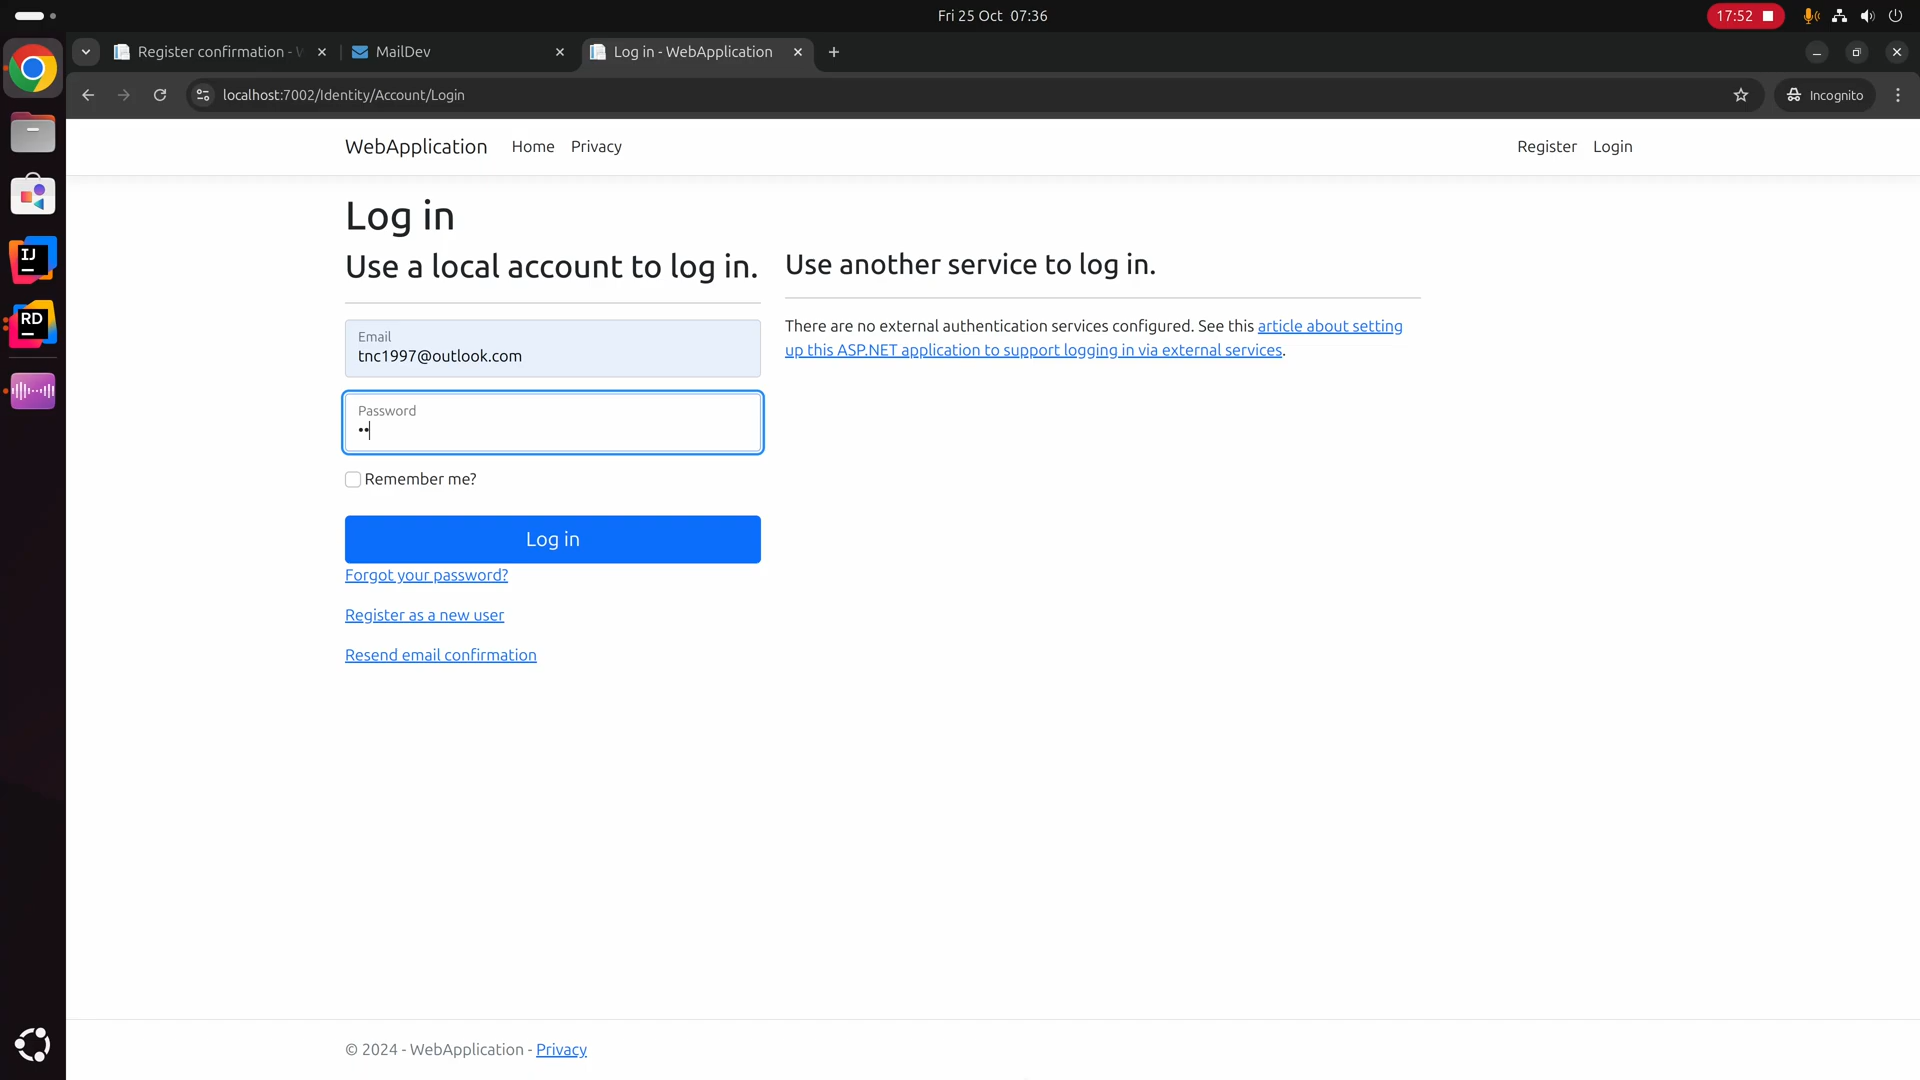 Fri 25 Oct 07:36
17:52
Register confirmation - W
MailDev
Log in - WebApplication
localhost:7002/Identity/Account/Login
Incognito
WebApplication
Home
Privacy
Register
Login
Log in
Use a local account to log in.
Email
tnc1997@outlook.com
Password
••
Remember me?
Log in
Forgot your password?
Register as a new user
Resend email confirmation
Use another service to log in.
There are no external authentication services configured. See this article about setting
up this ASP.NET application to support logging in via external services.
IJ
RD
© 2024 - WebApplication - Privacy